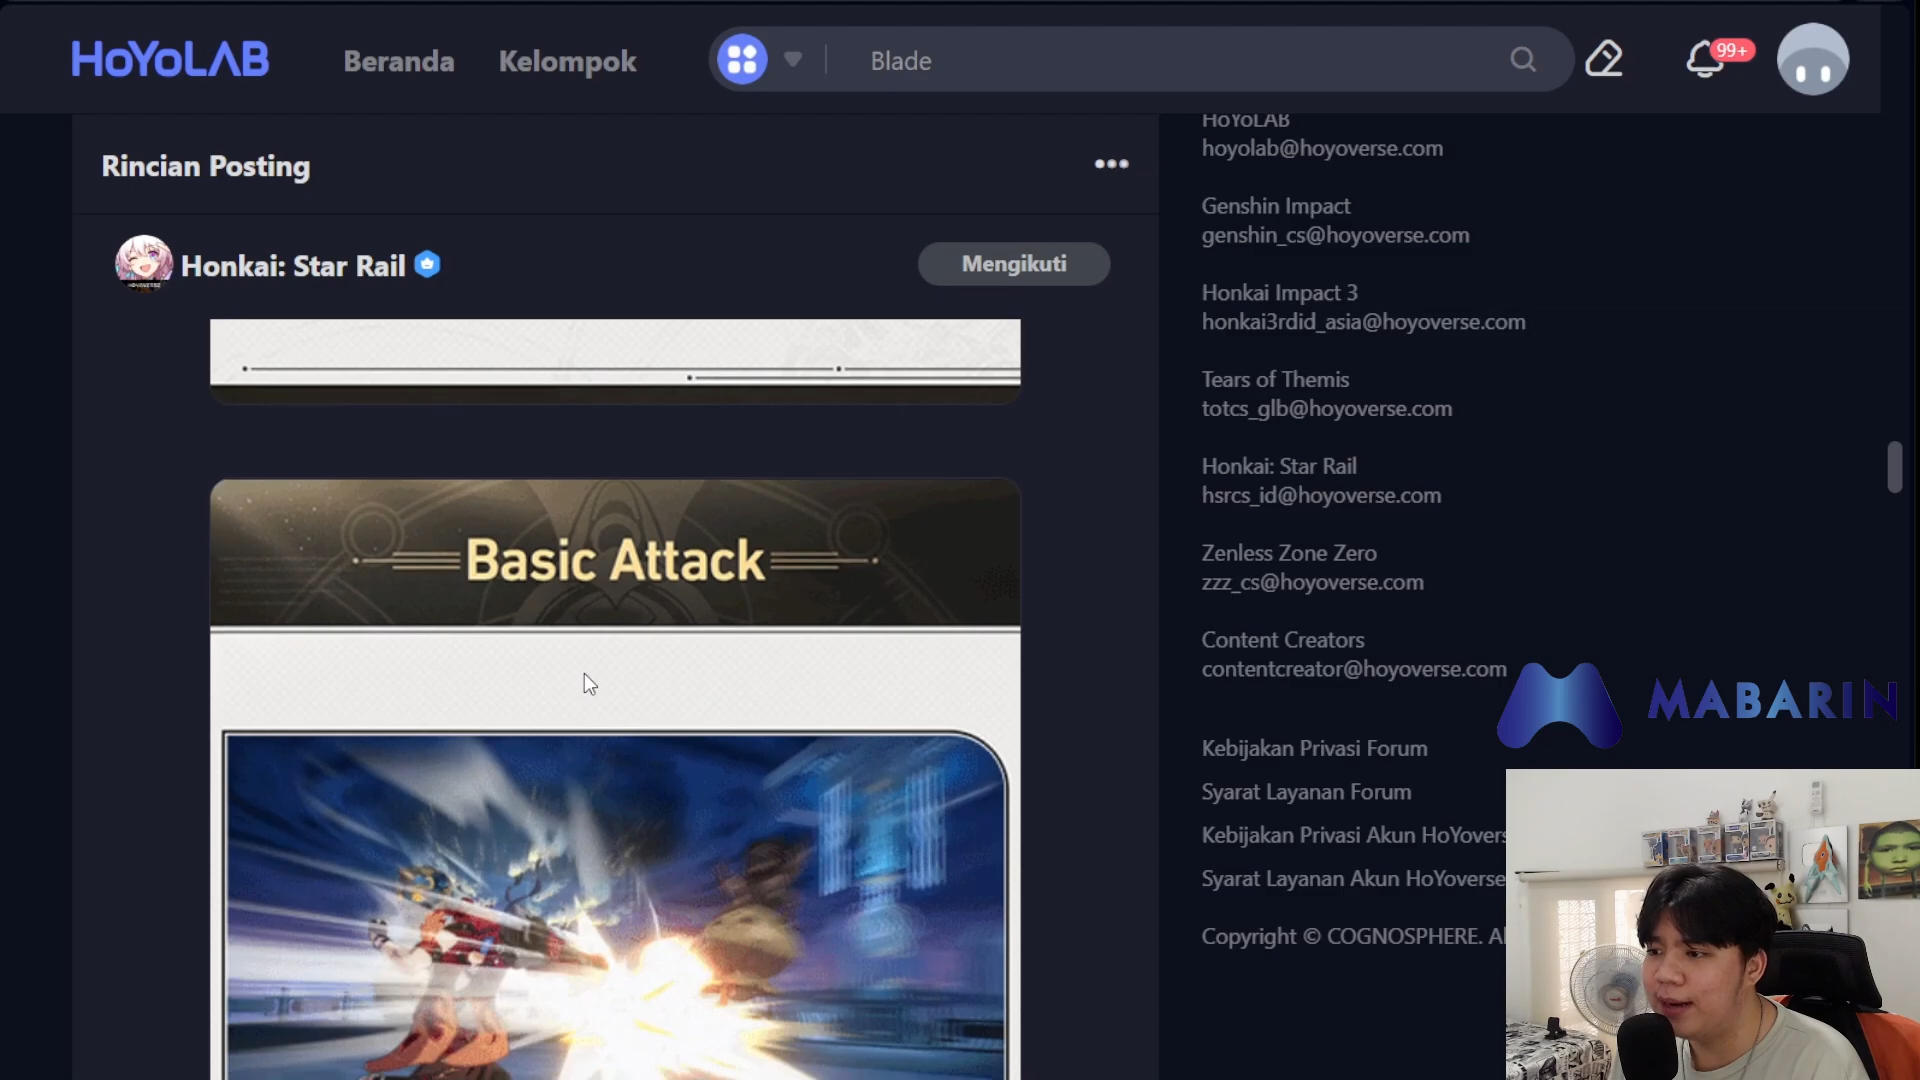 HoYoLAB
Beranda
Kelompok
Blade
99+
Rincian Posting
Honkai: Star Rail
Mengikuti
Basic Attack
HoYoLAB
hoyolab@hoyoverse.com
Genshin Impact
genshin_cs@hoyoverse.com
Honkai Impact 3
honkai3rdid_asia@hoyoverse.com
Tears of Themis
totcs_glb@hoyoverse.com
Honkai: Star Rail
hsrcs_id@hoyoverse.com
Zenless Zone Zero
zzz_cs@hoyoverse.com
Content Creators
contentcreator@hoyoverse.com
Kebijakan Privasi Forum
Syarat Layanan Forum
Kebijakan Privasi Akun HoYovers
Syarat Layanan Akun HoYoverse
Copyright © COGNOSPHERE.
MABARIN